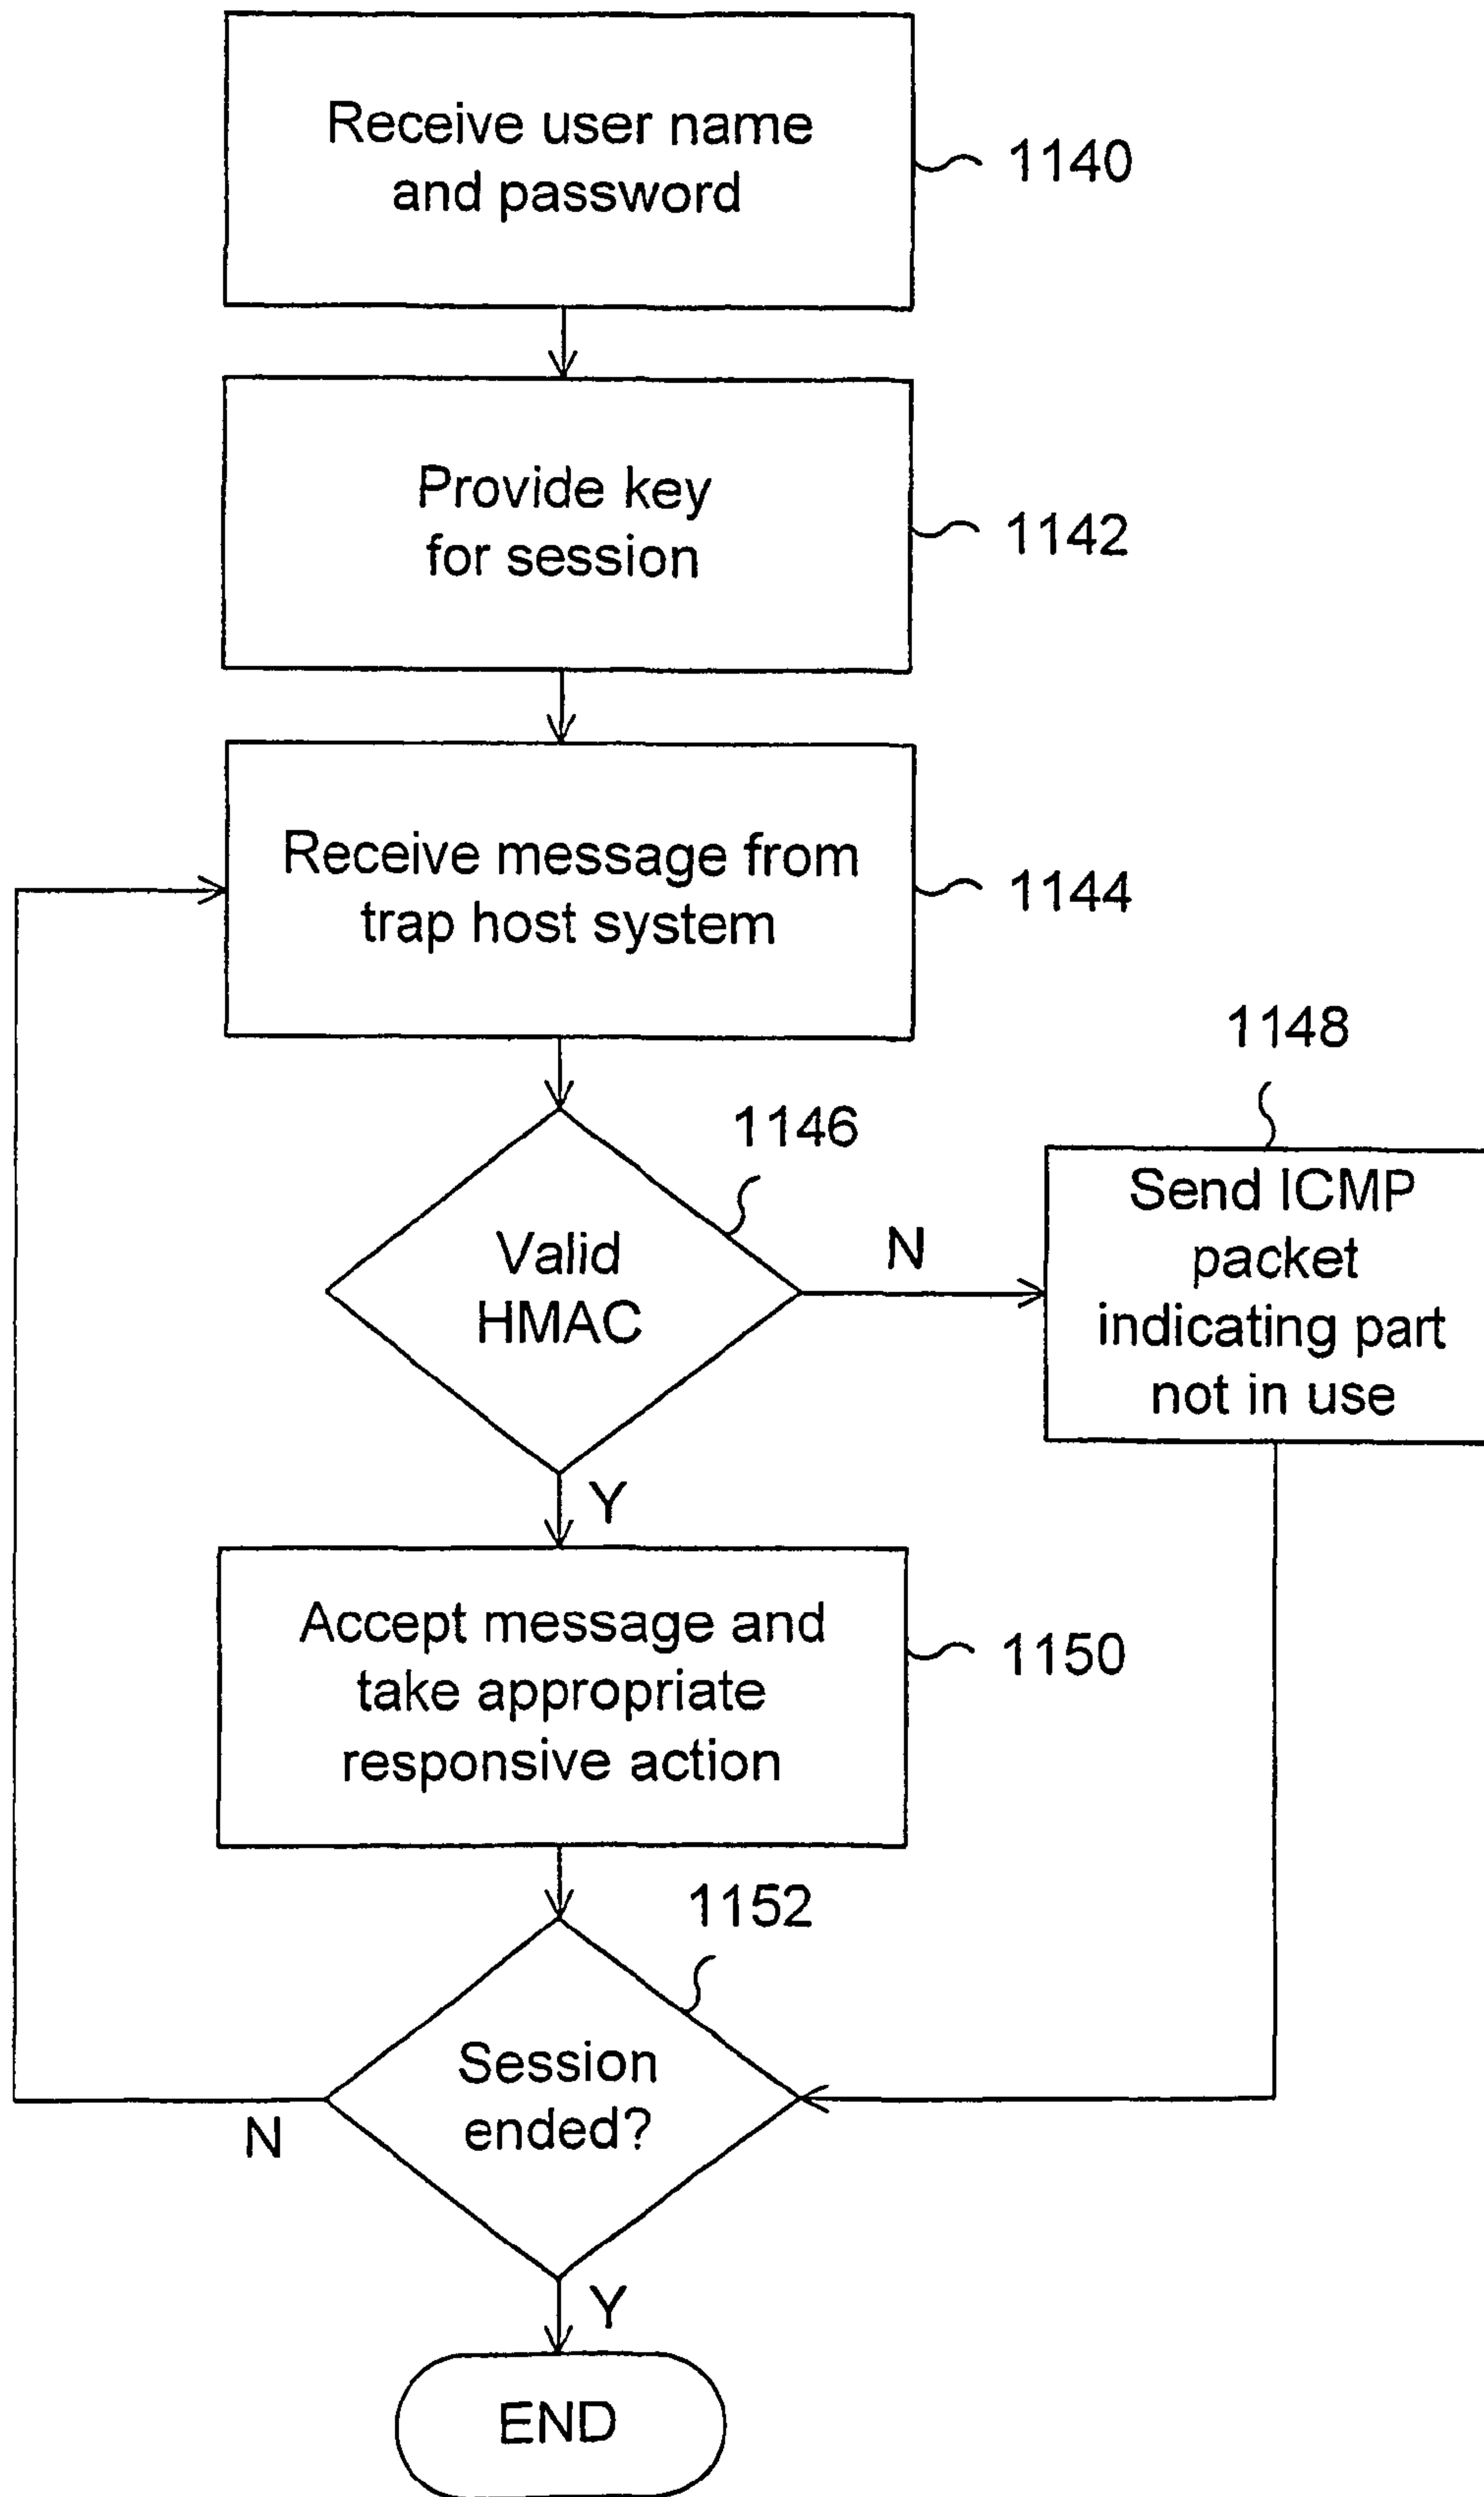 Receive user name
and password
1140
Provide key
for session
1142
Receive message from
trap host system
1144
1148
1146
Valid
HMAC
N
Send ICMP
packet
indicating part
not in use
Y
Accept message and
take appropriate
responsive action
1150
1152
Session
ended?
N
Y
END